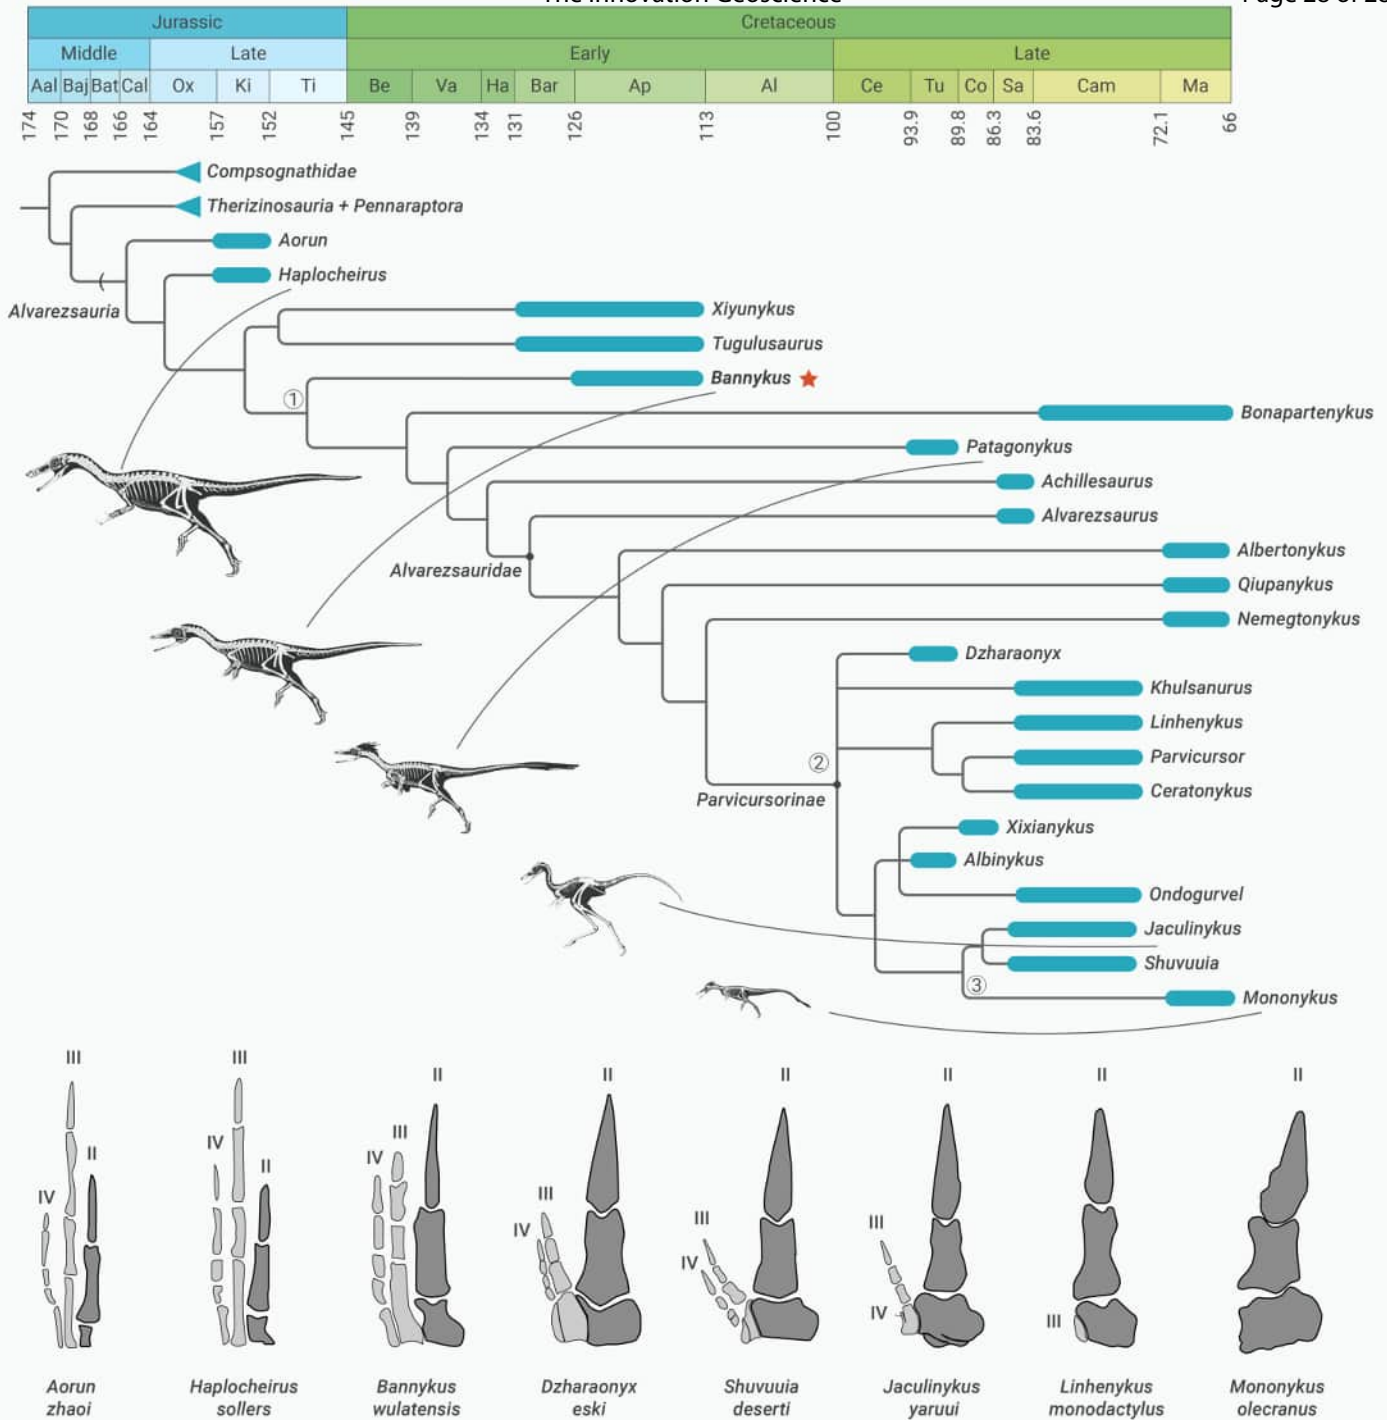 Jurassic Cretaceous
Middle Late Early Late
Aal Baj Bat Cal Ox Ki Ti Be Va Ha Bar Ap Al Ce Tu Co Sa Cam Ma
174 170 168 166 164 157 152 145 139 134 131 126 113 100 93.9 89.8 86.3 83.6 72.1 66
Compsognathidae
Therizinosauria + Pennaraptora
Aorun
Haplocheirus
Alvarezsauria
Xiyunykus
Tugulusaurus
Bannykus
①
Bonapartenykus
Patagonykus
Achillesaurus
Alvarezsaurus
Albertonykus
Alvarezsauridae
Qiupanykus
Nemegtonykus
Dzharaonyx
Khulsanurus
Linhenykus
Parvicursor
②
Ceratonykus
Parvicursorinae
Xixianykus
Albinykus
Ondogurvel
Jaculinykus
Shuvuuia
③
Mononykus
III III II II II II II II
IV III II
IV II III IV
IV III IV III IV III IV III
Aorun Haplocheirus Bannykus Dzharaonyx Shuvuuia Jaculinykus Linhenykus Mononykus
zhaoi sollers wulatensis eski deserti yaruui monodactylus olecranus